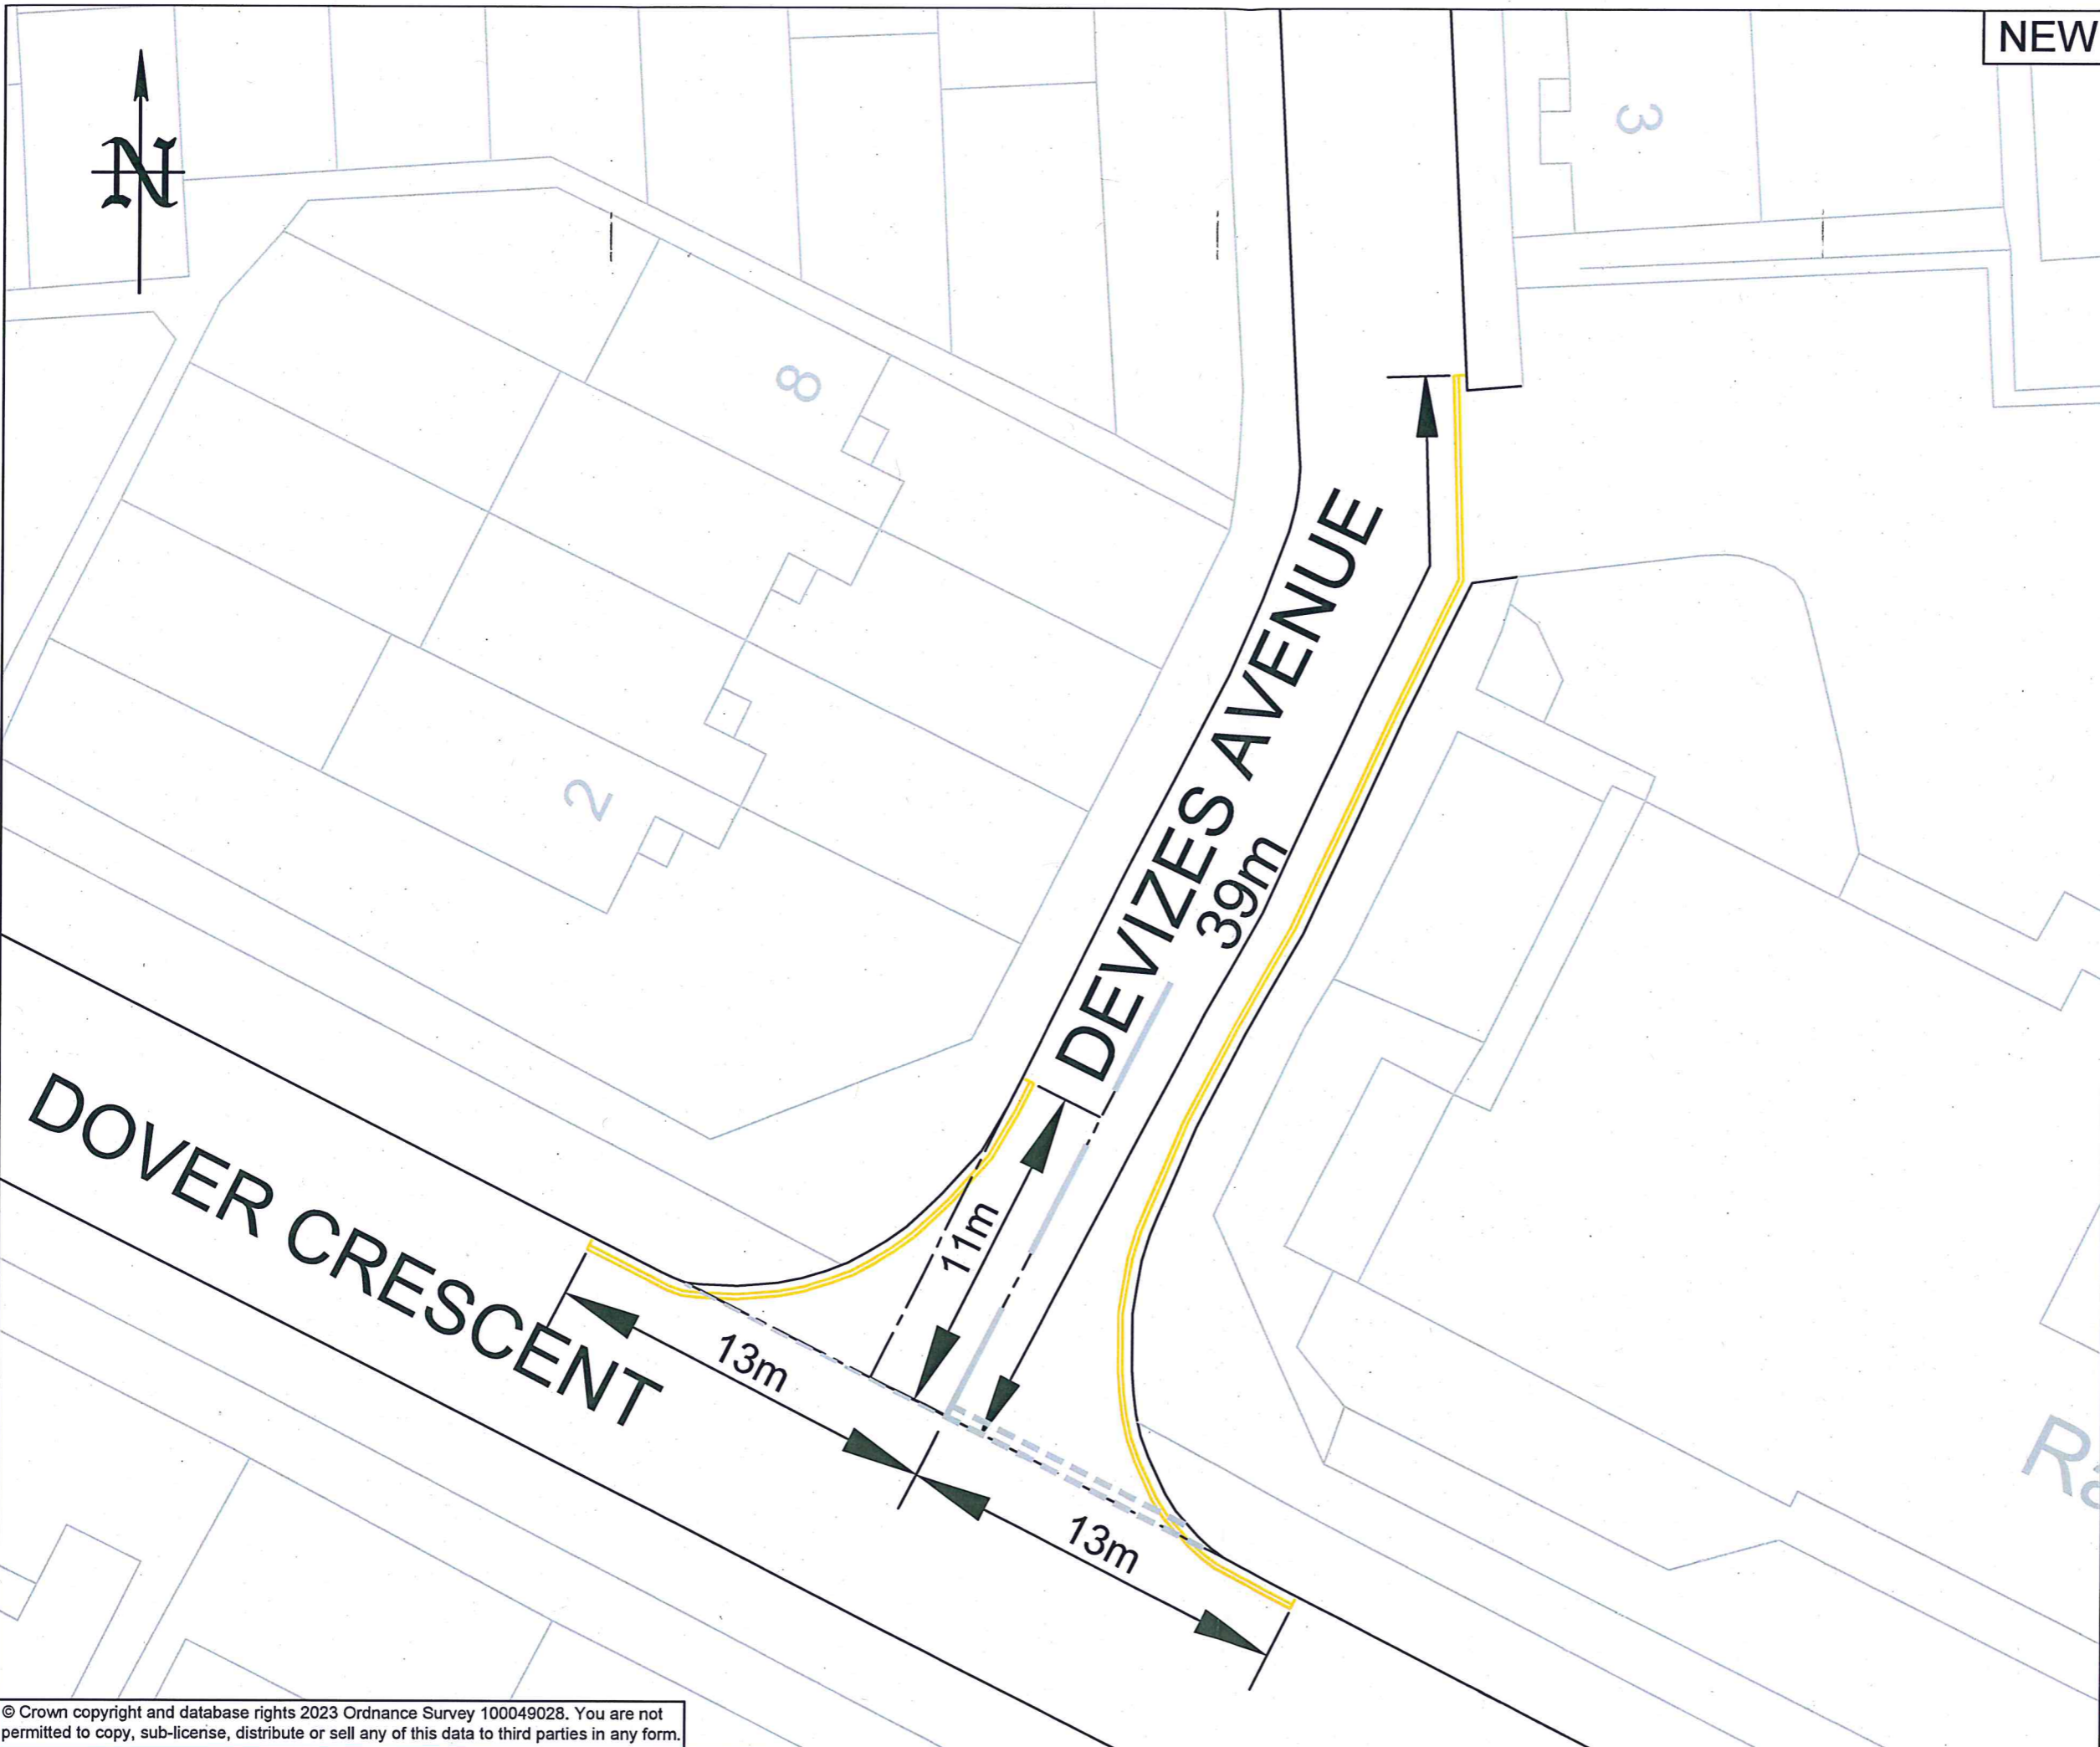 NEW
N
3
8
DEVIZES AVENUE
39m
2
DOVER CRESCENT
11m
13m
13m
© Crown copyright and database rights 2023 Ordnance Survey 100049028. You are not
permitted to copy, sub-license, distribute or sell any of this data to third parties in any form.